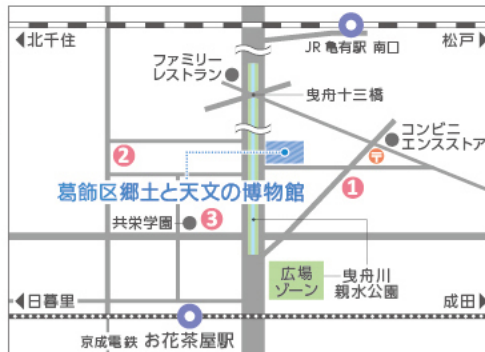 ◀北千住
JR 亀有駅 南口
松戸▶
ファミリー
レストラン
曳舟十三橋
コンビニ
エンスストア
〒
❷
❶
葛飾区郷土と天文の博物館
共栄学園
❸
広場
ゾーン
曳舟川
親水公園
◀日暮里
成田▶
京成電鉄 お花茶屋駅